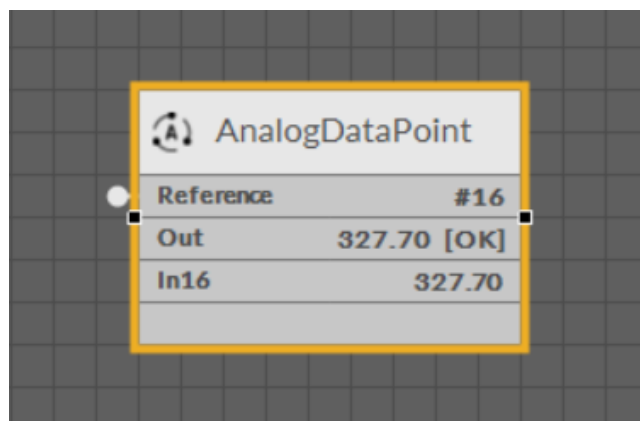 AnalogDataPoint
Reference #16
Out 327.70 [OK]
In16 327.70